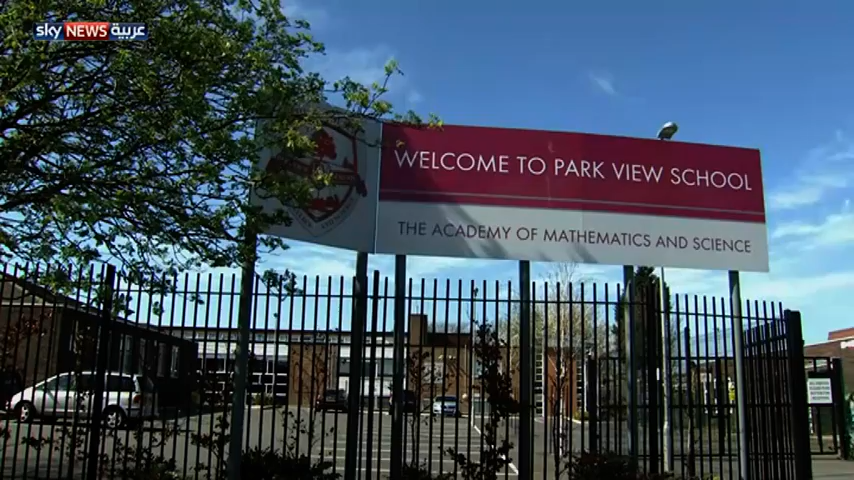 sky NEWS عربية
WELCOME TO PARK VIEW SCHOOL
THE ACADEMY OF MATHEMATICS AND SCIENCE